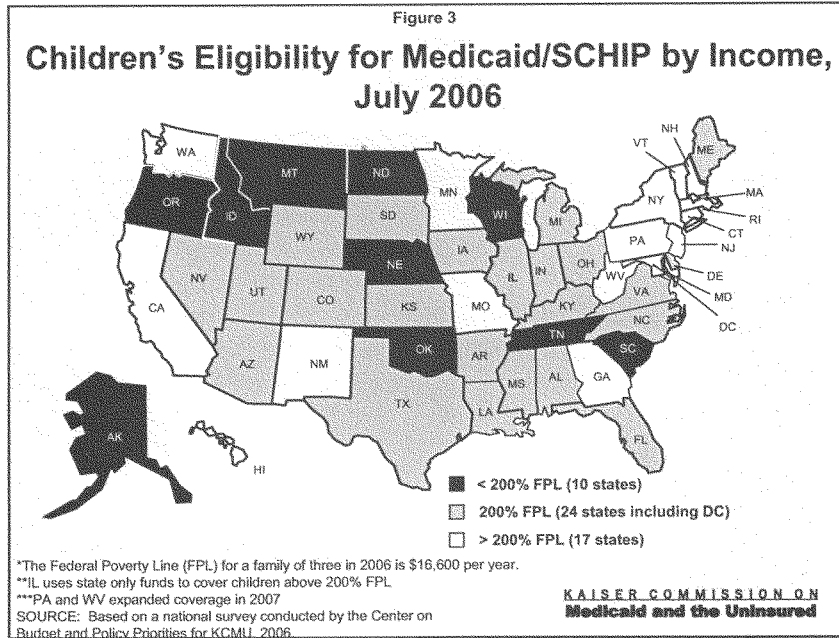 Figure 3
Children's Eligibility for Medicaid/SCHIP by Income,
July 2006
WA
OR
CA
NV
ID
MT
WY
UT
AZ
CO
NM
ND
SD
NE
KS
OK
TX
MN
IA
MO
AR
LA
WI
IL
MI
IN
OH
KY
TN
MS
AL
GA
FL
SC
NC
VA
WV
PA
NY
VT
NH
ME
MA
RI
CT
NJ
DE
MD
DC
AK
HI
< 200% FPL (10 states)
200% FPL (24 states including DC)
> 200% FPL (17 states)
*The Federal Poverty Line (FPL) for a family of three in 2006 is $16,600 per year.
**IL uses state only funds to cover children above 200% FPL
***PA and WV expanded coverage in 2007
SOURCE: Based on a national survey conducted by the Center on
Budget and Policy Priorities for KCMU, 2006.
KAISER COMMISSION ON
Medicaid and the Uninsured